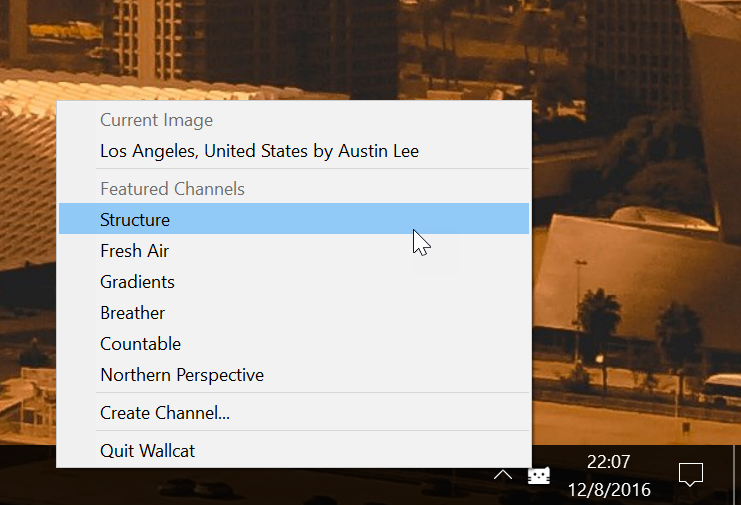 Current Image
Los Angeles, United States by Austin Lee
Featured Channels
Structure
Fresh Air
Gradients
Breather
Countable
Northern Perspective
Create Channel...
Quit Wallcat
22:07
12/8/2016